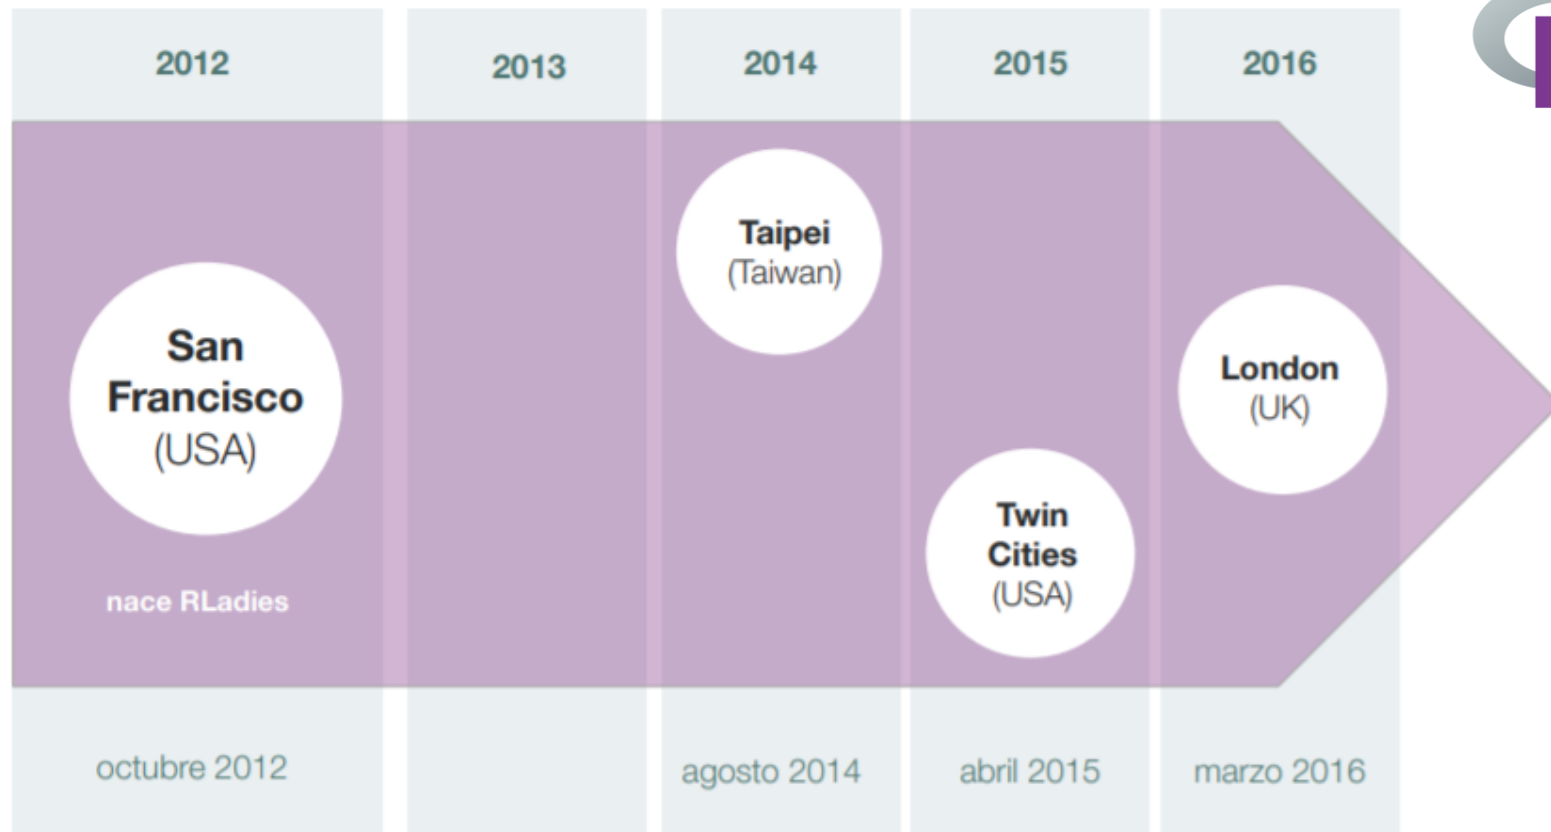 2012
2013
2014
2015
2016
San
Francisco
(USA)
nace RLadies
Taipei
(Taiwan)
Twin
Cities
(USA)
London
(UK)
octubre 2012
agosto 2014
abril 2015
marzo 2016